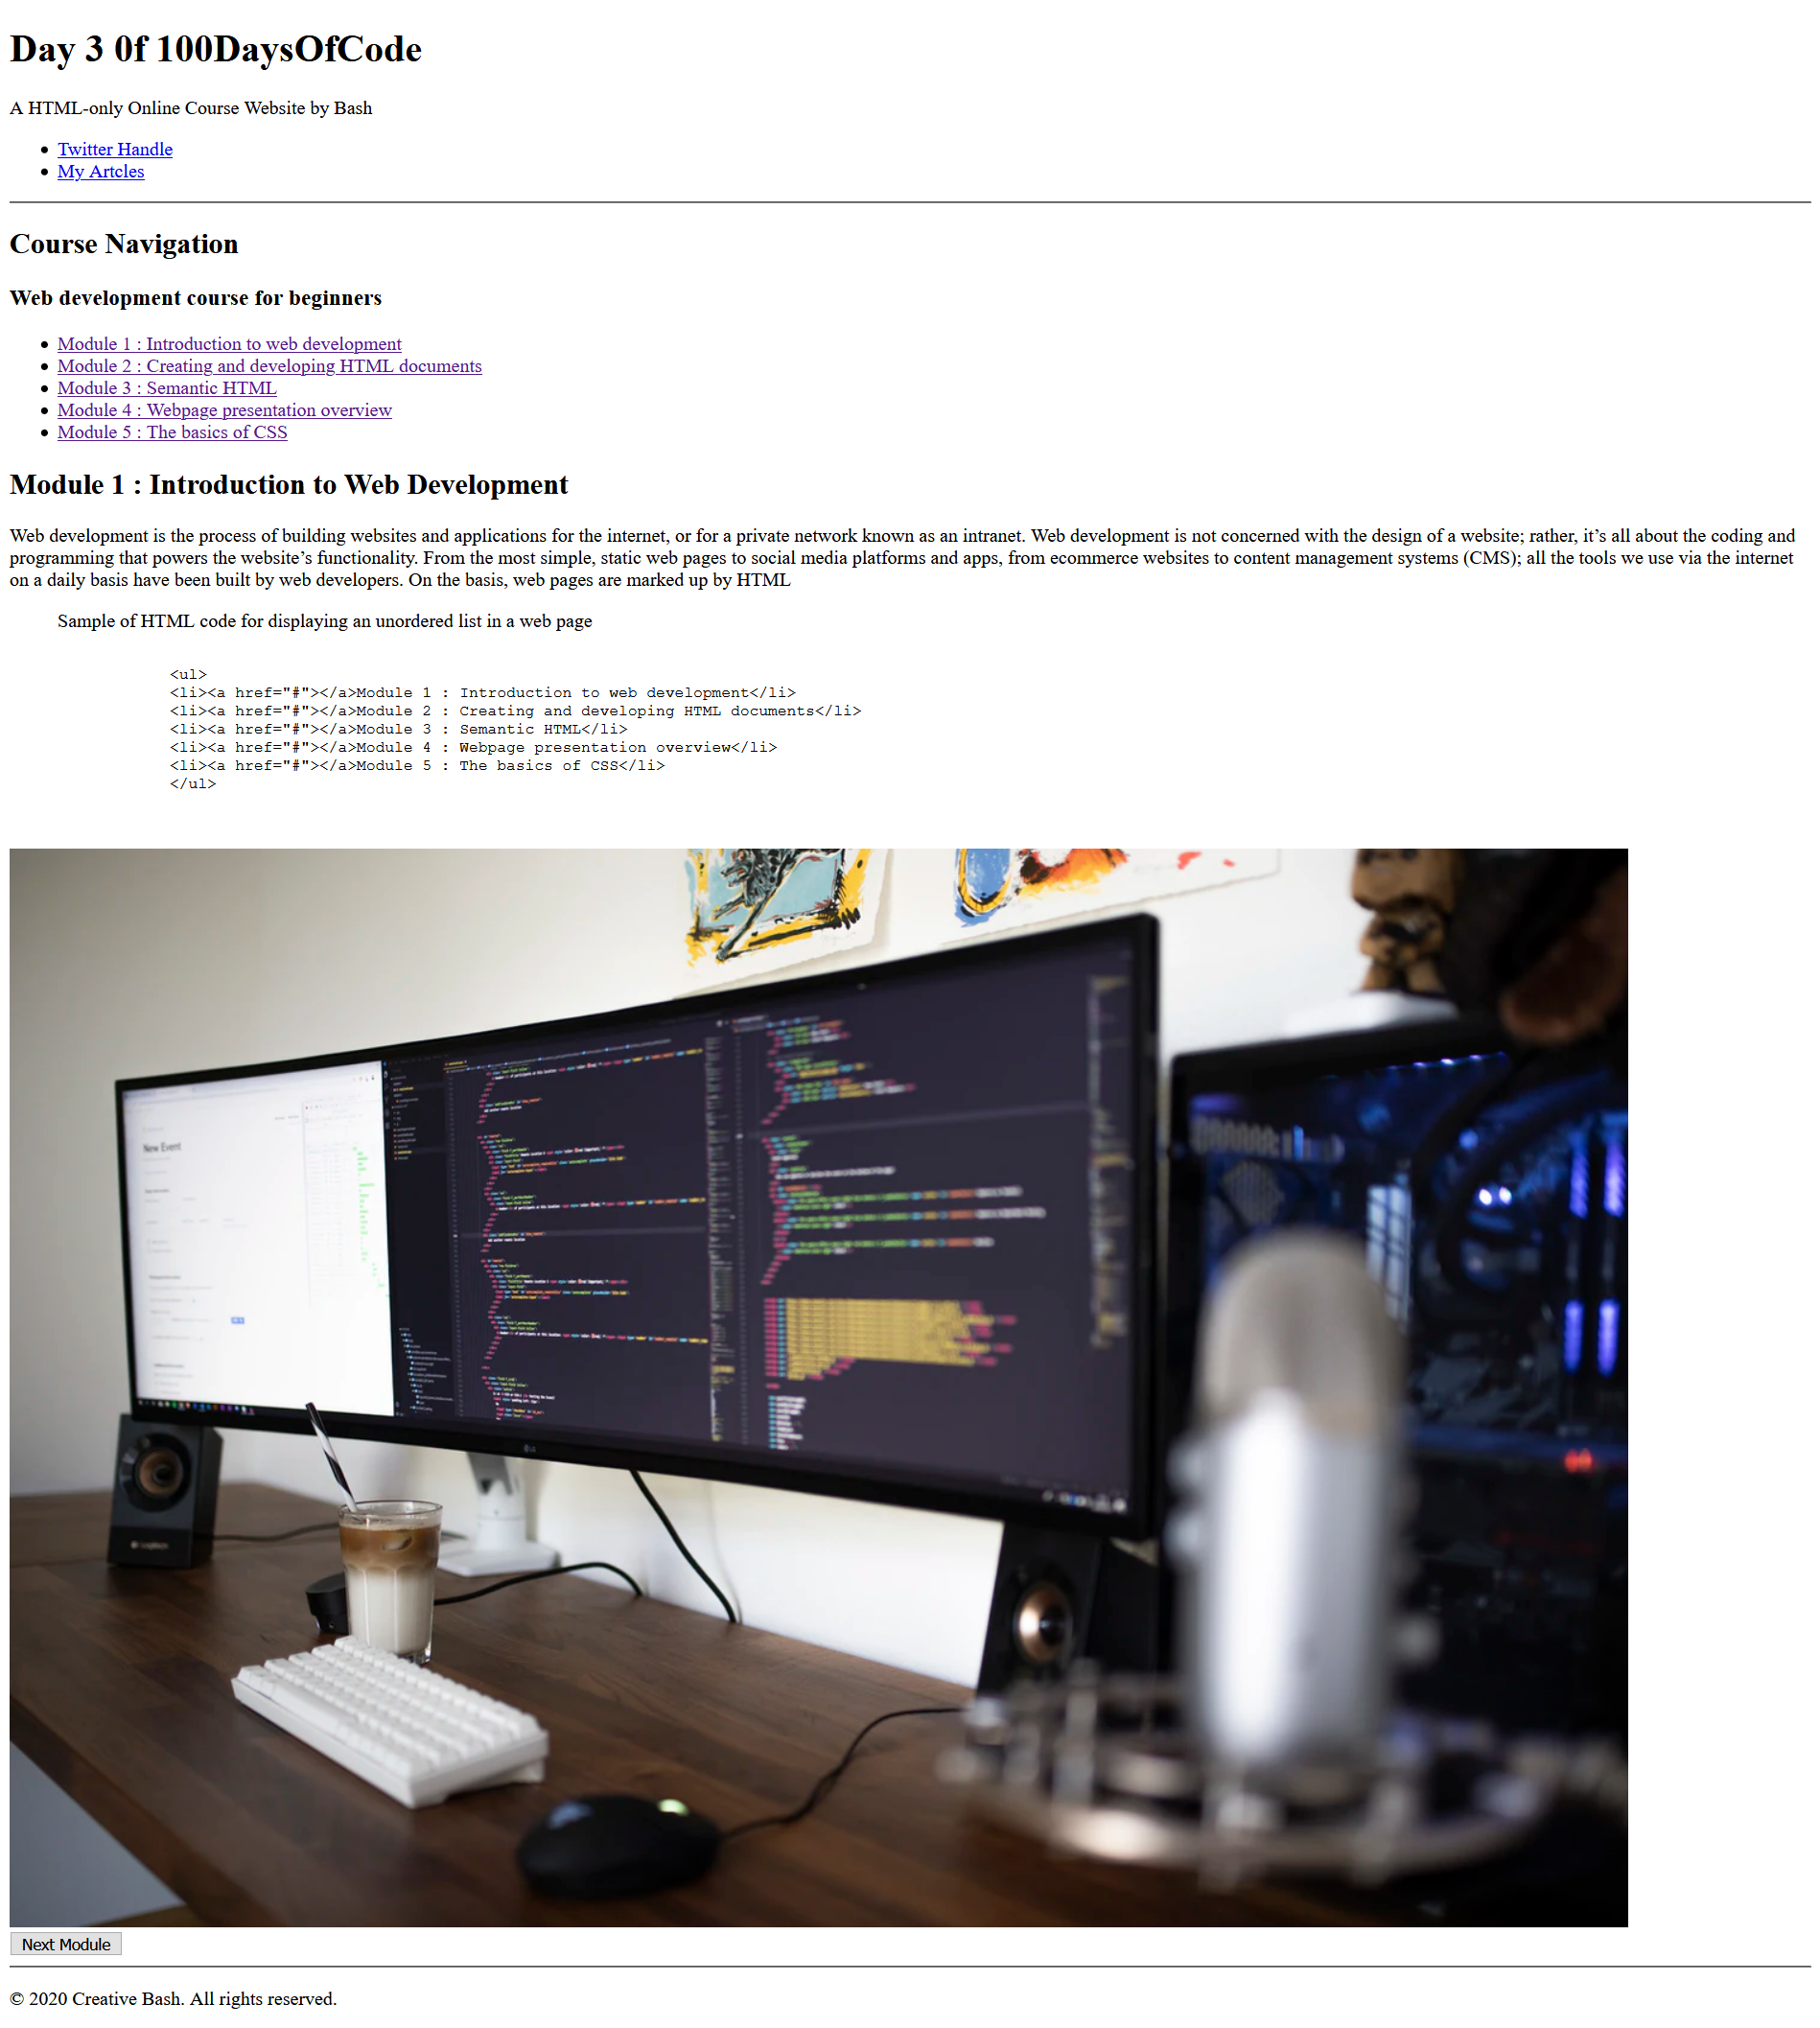 Day 3 0f 100DaysOfCode
A HTML-only Online Course Website by Bash
Twitter Handle
My Artcles
Course Navigation
Web development course for beginners
Module 1 : Introduction to web development
Module 2 : Creating and developing HTML documents
Module 3 : Semantic HTML
Module 4 : Webpage presentation overview
Module 5 : The basics of CSS
Module 1 : Introduction to Web Development
Web development is the process of building websites and applications for the internet, or for a private network known as an intranet. Web development is not concerned with the design of a website; rather, it’s all about the coding and
programming that powers the website’s functionality. From the most simple, static web pages to social media platforms and apps, from ecommerce websites to content management systems (CMS); all the tools we use via the internet
on a daily basis have been built by web developers. On the basis, web pages are marked up by HTML
Sample of HTML code for displaying an unordered list in a web page
<ul>
<li><a href="#"></a>Module 1 : Introduction to web development</li>
<li><a href="#"></a>Module 2 : Creating and developing HTML documents</li>
<li><a href="#"></a>Module 3 : Semantic HTML</li>
<li><a href="#"></a>Module 4 : Webpage presentation overview</li>
<li><a href="#"></a>Module 5 : The basics of CSS</li>
</ul>
New Event
LG
Logitech
Next Module
© 2020 Creative Bash. All rights reserved.